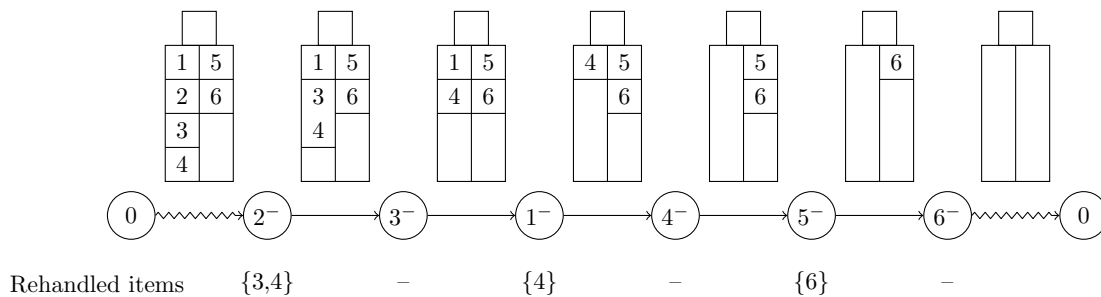 1 5 1 5 1 5 4 5 5 6
2 6 3 6 4 6 6 6
3 4
4
0 2⁻ 3⁻ 1⁻ 4⁻ 5⁻ 6⁻ 0
Rehandled items {3,4} – {4} – {6} –